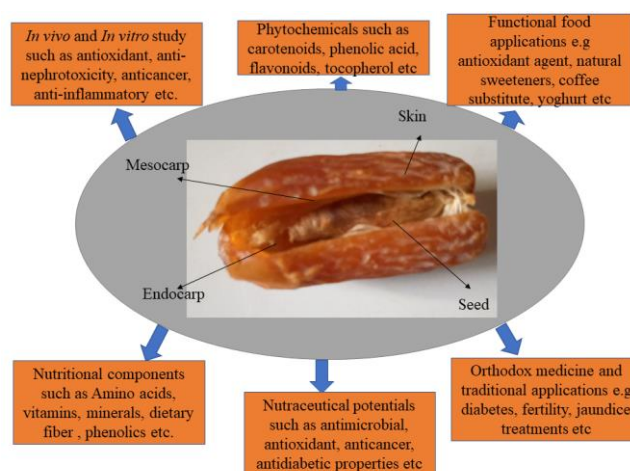 In vivo and In vitro study
such as antioxidant, anti-
nephrotoxicity, anticancer,
anti-inflammatory etc.
Phytochemicals such as
carotenoids, phenolic acid,
flavonoids, tocopherol etc
Functional food
applications e.g
antioxidant agent, natural
sweeteners, coffee
substitute, yoghurt etc
Skin
Mesocarp
Endocarp
Seed
Nutritional components
such as Amino acids,
vitamins, minerals, dietary
fiber , phenolics etc.
Nutraceutical potentials
such as antimicrobial,
antioxidant, anticancer,
antidiabetic properties etc
Orthodox medicine and
traditional applications e.g
diabetes, fertility, jaundice
treatments etc